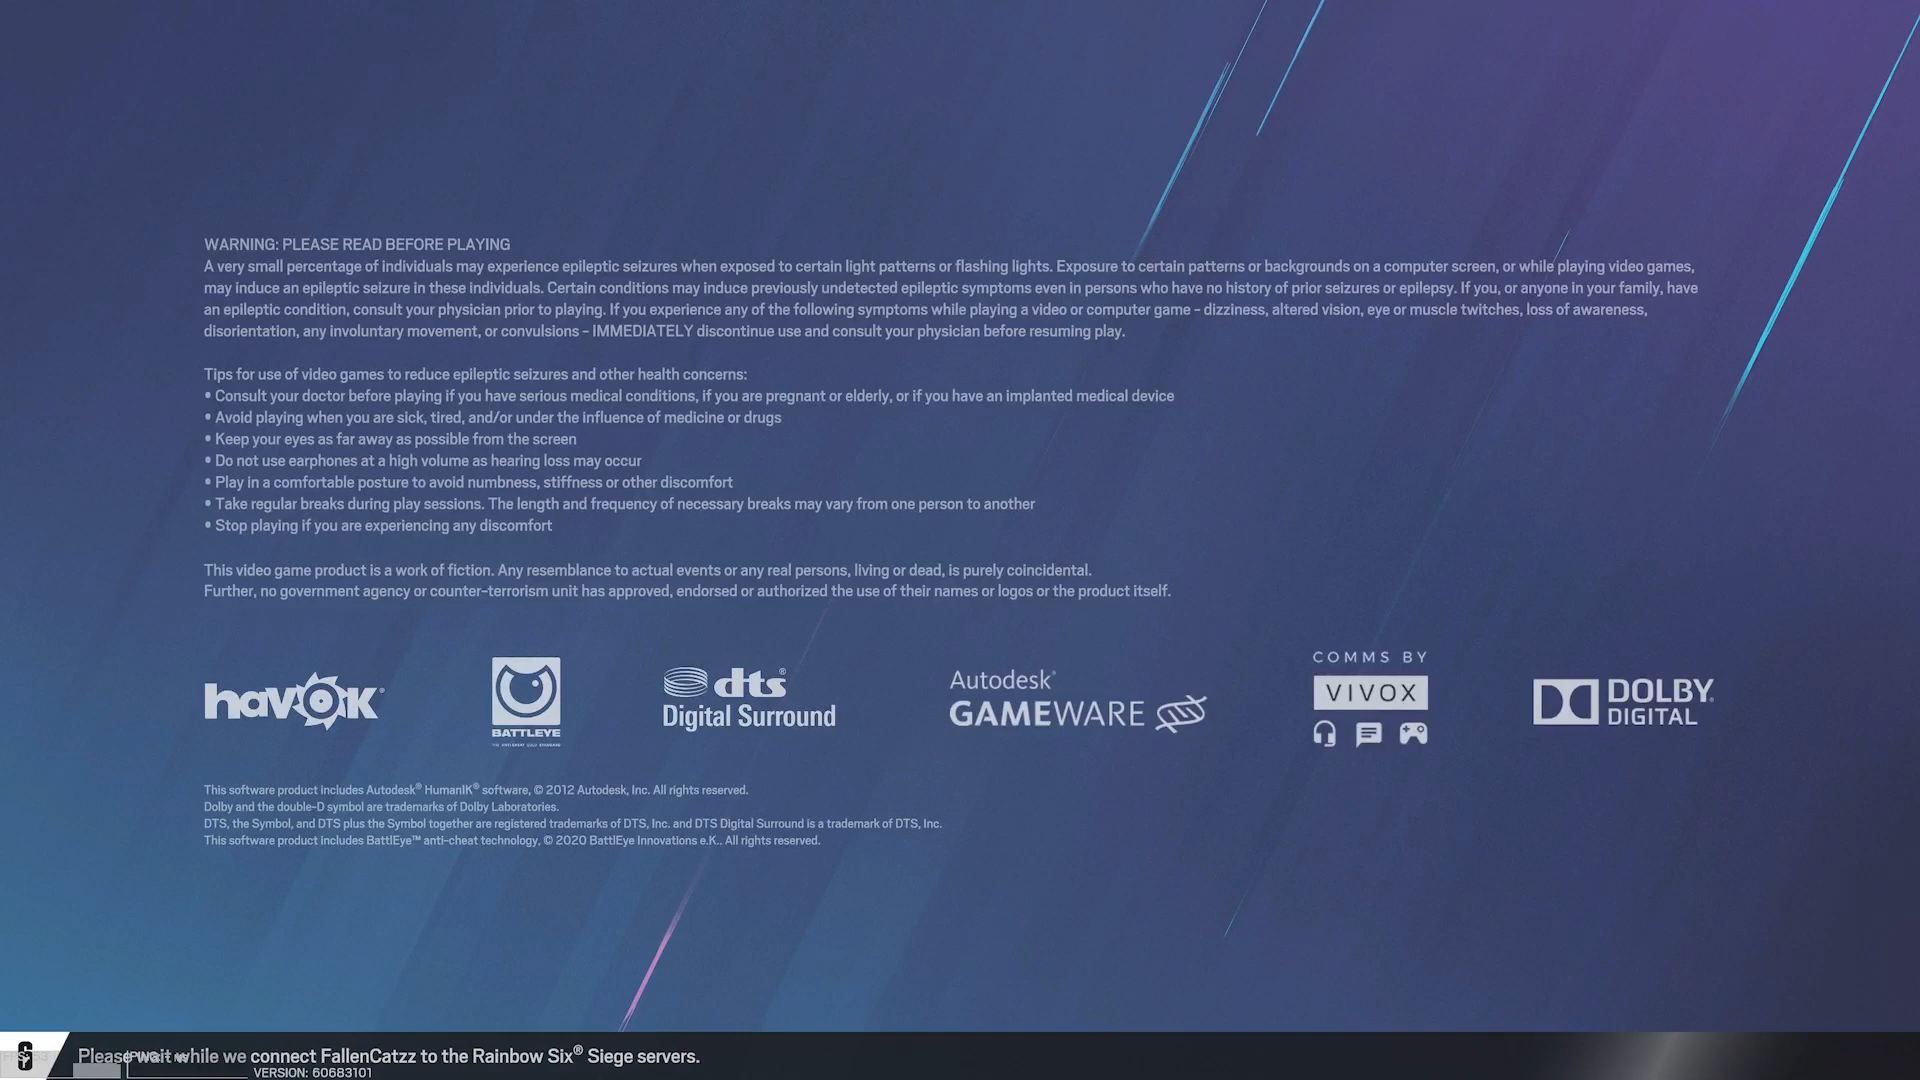 WARNING: PLEASE READ BEFORE PLAYING
A very small percentage of individuals may experience epileptic seizures when exposed to certain light patterns or flashing lights. Exposure to certain patterns or backgrounds on a computer screen, or while playing video games,
may induce an epileptic seizure in these individuals. Certain conditions may induce previously undetected epileptic symptoms even in persons who have no history of prior seizures or epilepsy. If you, or anyone in your family, have
an epileptic condition, consult your physician prior to playing. If you experience any of the following symptoms while playing a video or computer game - dizziness, altered vision, eye or muscle twitches, loss of awareness,
disorientation, any involuntary movement, or convulsions - IMMEDIATELY discontinue use and consult your physician before resuming play.
Tips for use of video games to reduce epileptic seizures and other health concerns:
• Consult your doctor before playing if you have serious medical conditions, if you are pregnant or elderly, or if you have an implanted medical device
• Avoid playing when you are sick, tired, and/or under the influence of medicine or drugs
• Keep your eyes as far away as possible from the screen
• Do not use earphones at a high volume as hearing loss may occur
• Play in a comfortable posture to avoid numbness, stiffness or other discomfort
• Take regular breaks during play sessions. The length and frequency of necessary breaks may vary from one person to another
• Stop playing if you are experiencing any discomfort
This video game product is a work of fiction. Any resemblance to actual events or any real persons, living or dead, is purely coincidental.
Further, no government agency or counter-terrorism unit has approved, endorsed or authorized the use of their names or logos or the product itself.
havok®
BATTLEYE
THE ANTI-CHEAT GOLD STANDARD
dts®
Digital Surround
Autodesk®
GAMEWARE
COMMS BY
VIVOX
DOLBY®
DIGITAL
This software product includes Autodesk® HumanIK® software, © 2012 Autodesk, Inc. All rights reserved.
Dolby and the double-D symbol are trademarks of Dolby Laboratories.
DTS, the Symbol, and DTS plus the Symbol together are registered trademarks of DTS, Inc. and DTS Digital Surround is a trademark of DTS, Inc.
This software product includes BattlEye™ anti-cheat technology, © 2020 BattlEye Innovations e.K.. All rights reserved.
Please wait while we connect FallenCatzz to the Rainbow Six® Siege servers.
VERSION: 60683101